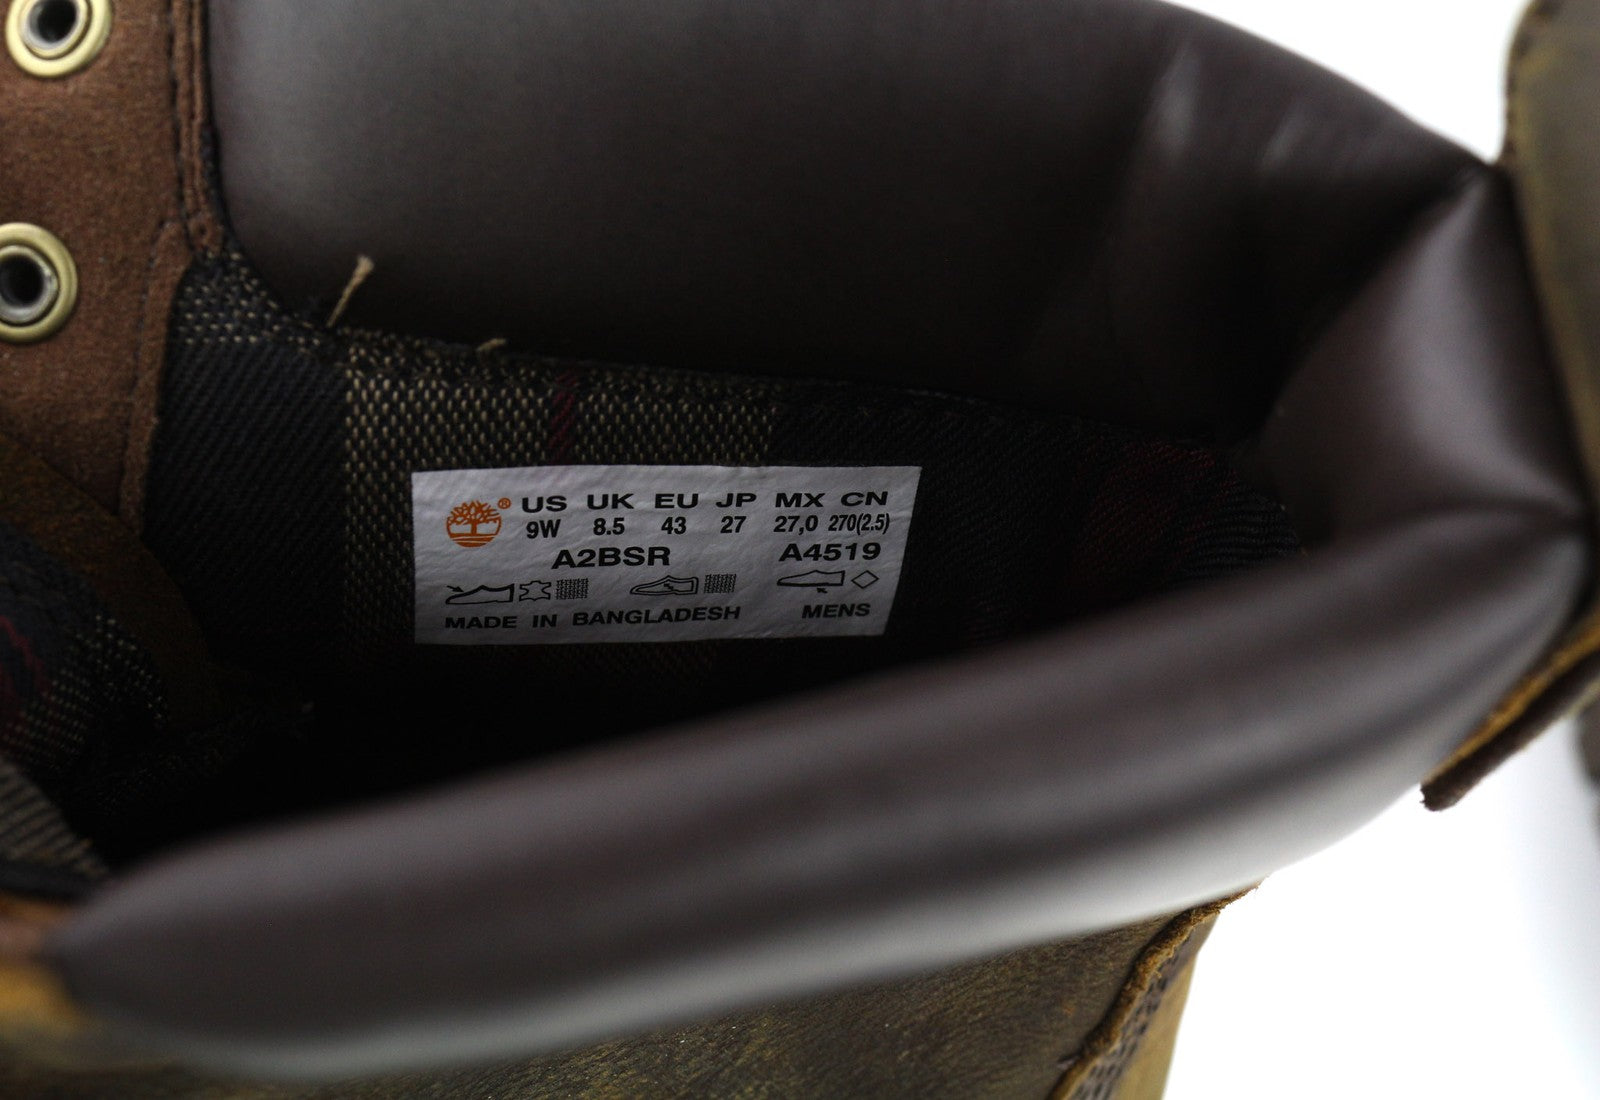 ® US UK EU JP MX CN
9W 8.5 43 27 27,0 270(2.5)
A2BSR A4519
MADE IN BANGLADESH MENS